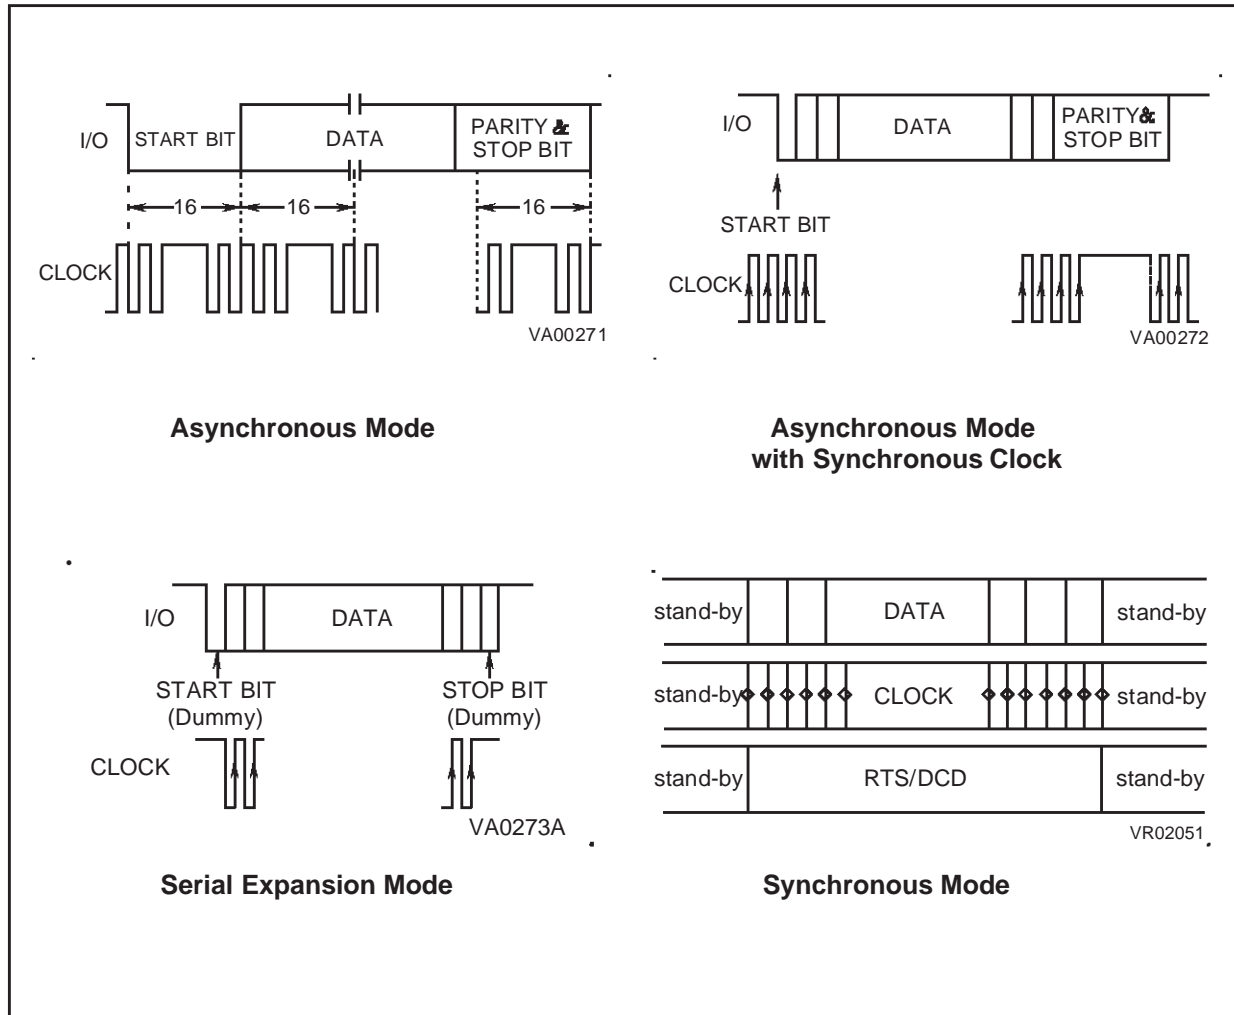 I/O
START BIT
DATA
PARITY &
STOP BIT
16
16
16
CLOCK
VA00271
Asynchronous Mode
I/O
DATA
PARITY&
STOP BIT
START BIT
CLOCK
VA00272
Asynchronous Mode
with Synchronous Clock
I/O
DATA
START BIT
(Dummy)
STOP BIT
(Dummy)
CLOCK
VA0273A
Serial Expansion Mode
stand-by
DATA
stand-by
stand-by
CLOCK
stand-by
stand-by
RTS/DCD
stand-by
VR02051
Synchronous Mode